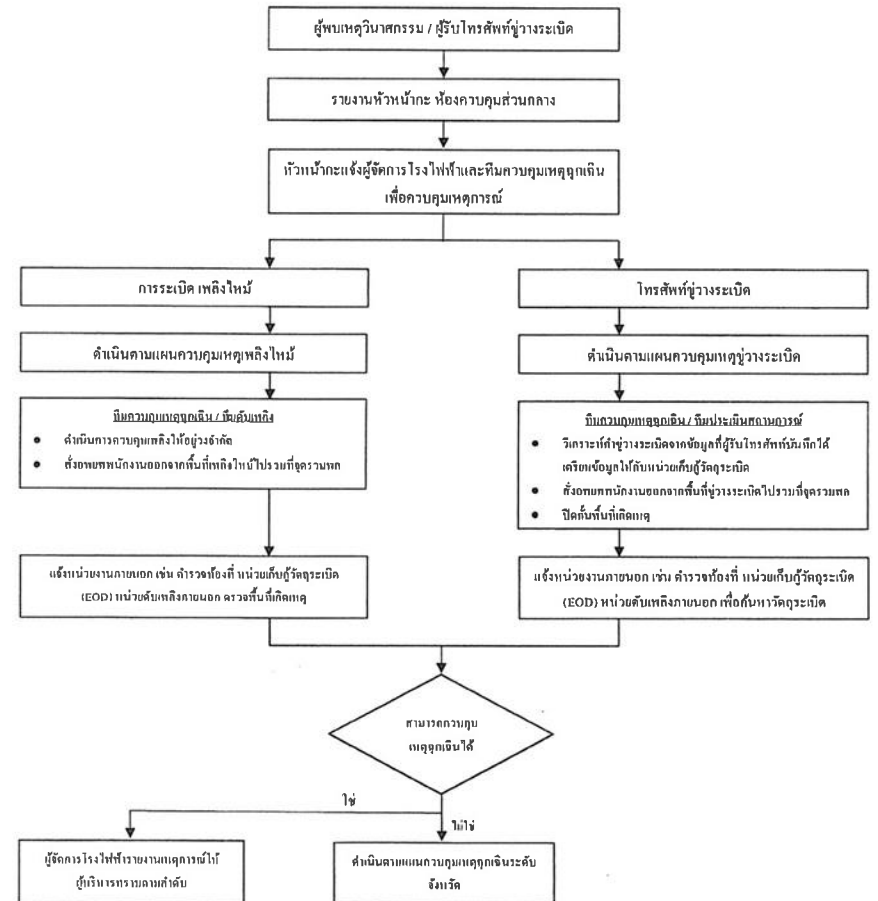 ผู้พบเหตุวินาศกรรม / ผู้รับโทรศัพท์ขู่วางระเบิด
รายงานหัวหน้ากะ ห้องควบคุมส่วนกลาง
หัวหน้ากะแจ้งผู้จัดการโรงไฟฟ้าและทีมควบคุมเหตุฉุกเฉิน
เพื่อควบคุมเหตุการณ์
การระเบิด เพลิงไหม้
ดำเนินตามแผนควบคุมเหตุเพลิงไหม้
ทีมควบคุมเหตุฉุกเฉิน / ทีมดับเพลิง
● ดำเนินการควบคุมเพลิงให้อยู่วงจำกัด
● สั่งอพยพพนักงานออกจากพื้นที่เพลิงไหม้ไปรวมที่จุดรวมพล
แจ้งหน่วยงานภายนอก เช่น ตำรวจท้องที่ หน่วยเก็บกู้วัตถุระเบิด
(EOD) หน่วยดับเพลิงภายนอก ตรวจพื้นที่เกิดเหตุ
โทรศัพท์ขู่วางระเบิด
ดำเนินตามแผนควบคุมเหตุขู่วางระเบิด
ทีมควบคุมเหตุฉุกเฉิน / ทีมประเมินสถานการณ์
● วิเคราะห์คำขู่วางระเบิดจากข้อมูลที่ผู้รับโทรศัพท์บันทึกได้
เตรียมข้อมูลให้กับหน่วยเก็บกู้วัตถุระเบิด
● สั่งอพยพพนักงานออกจากพื้นที่ขู่วางระเบิดไปรวมที่จุดรวมพล
● ปิดกั้นพื้นที่เกิดเหตุ
แจ้งหน่วยงานภายนอก เช่น ตำรวจท้องที่ หน่วยเก็บกู้วัตถุระเบิด
(EOD) หน่วยดับเพลิงภายนอก เพื่อค้นหาวัตถุระเบิด
สามารถควบคุม
เหตุฉุกเฉินได้
ใช่
ไม่ใช่
ผู้จัดการโรงไฟฟ้ารายงานเหตุการณ์ให้
ผู้บริหารทราบตามลำดับ
ดำเนินตามแผนควบคุมเหตุฉุกเฉินระดับ
จังหวัด